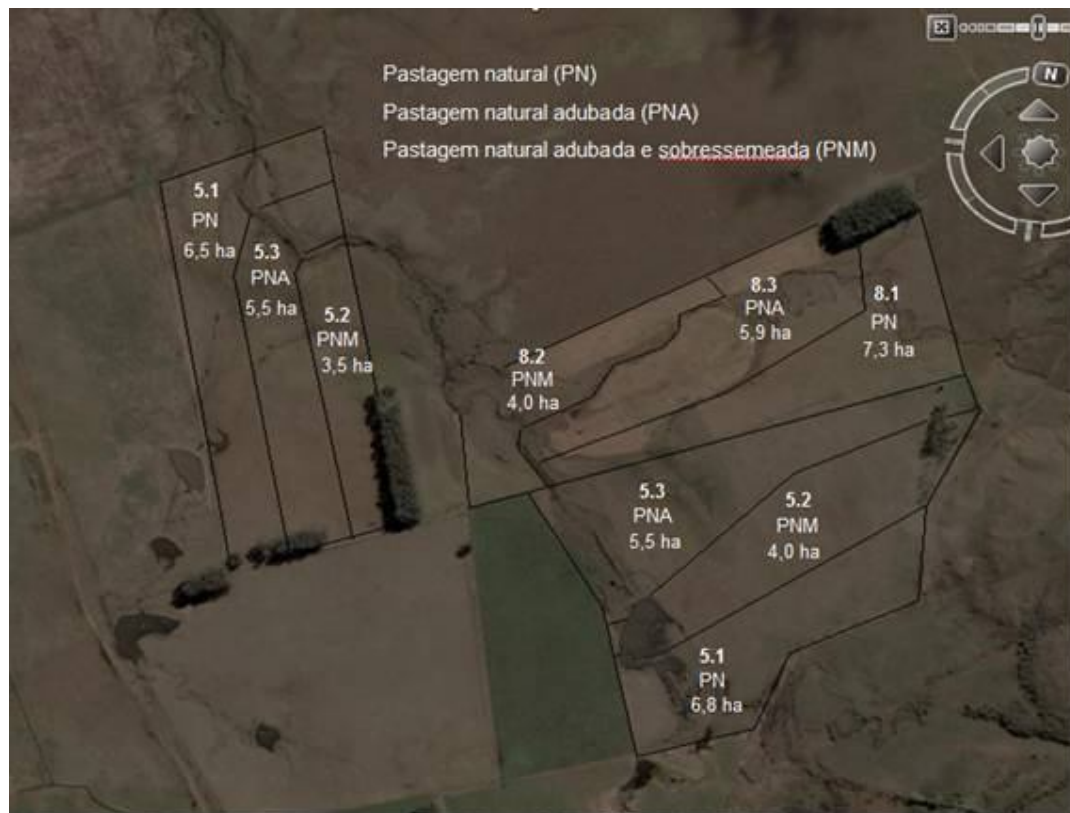 Pastagem natural (PN)
Pastagem natural adubada (PNA)
Pastagem natural adubada e sobressemeada (PNM)
N
5.1
PN
6,5 ha
5.3
PNA
5,5 ha
5.2
PNM
3,5 ha
8.2
PNM
4,0 ha
8.3
PNA
5,9 ha
8.1
PN
7,3 ha
5.3
PNA
5,5 ha
5.2
PNM
4,0 ha
5.1
PN
6,8 ha